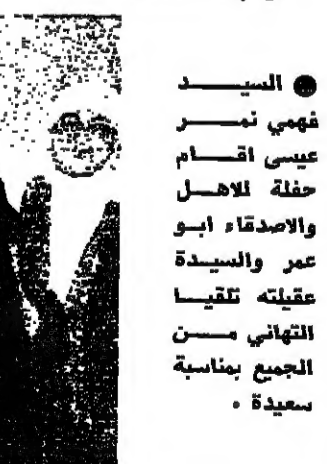 ● السيد
فهمي نمر
عيسى اقام
حفلة للاهل
والاصدقاء ابو
عمر والسيدة
عقيلته تلقيا
التهاني من
الجميع بمناسبة
سعيدة .